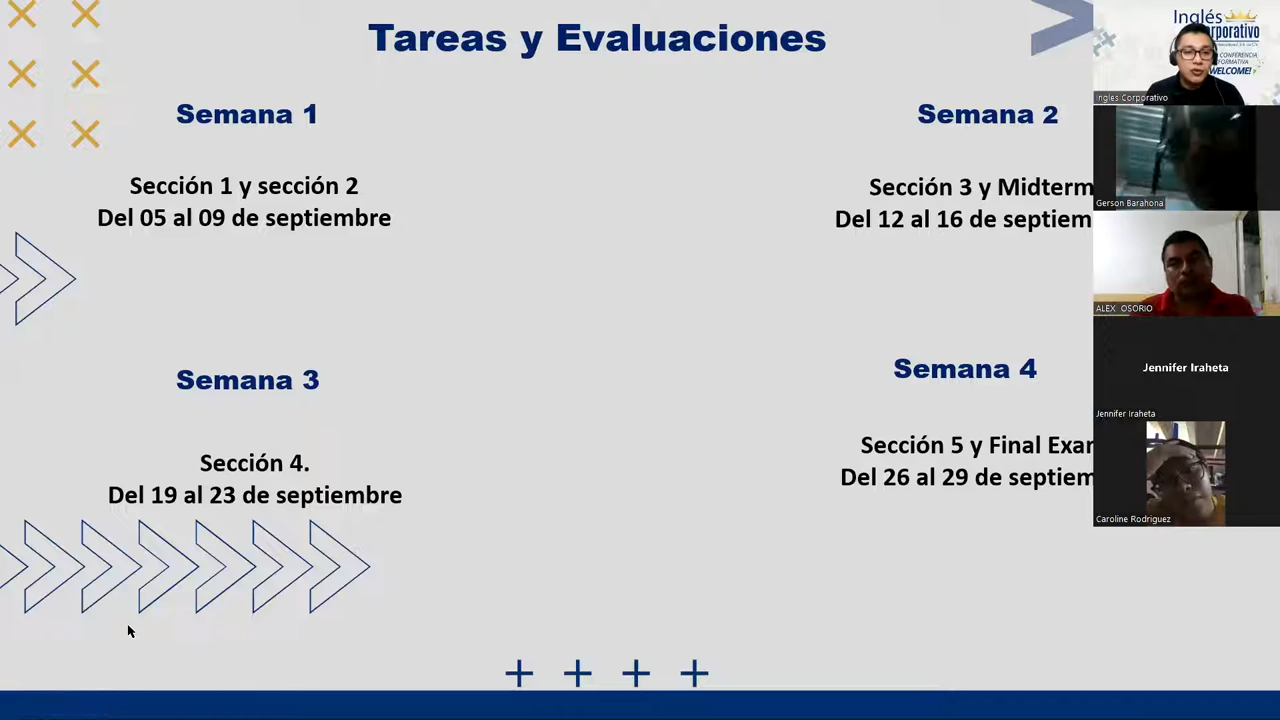 Tareas y Evaluaciones
Semana 1
Sección 1 y sección 2
Del 05 al 09 de septiembre
Semana 2
Sección 3 y Midterm
Del 12 al 16 de septiem
Semana 3
Sección 4.
Del 19 al 23 de septiembre
Semana 4
Sección 5 y Final Exar
Del 26 al 29 de septiem
Inglés
orporativo
CONFERENCIA
WELCOME!
Ingles Corporativo
Gerson Barahona
ALEX OSORIO
Jennifer Iraheta
Jennifer Iraheta
Caroline Rodriguez